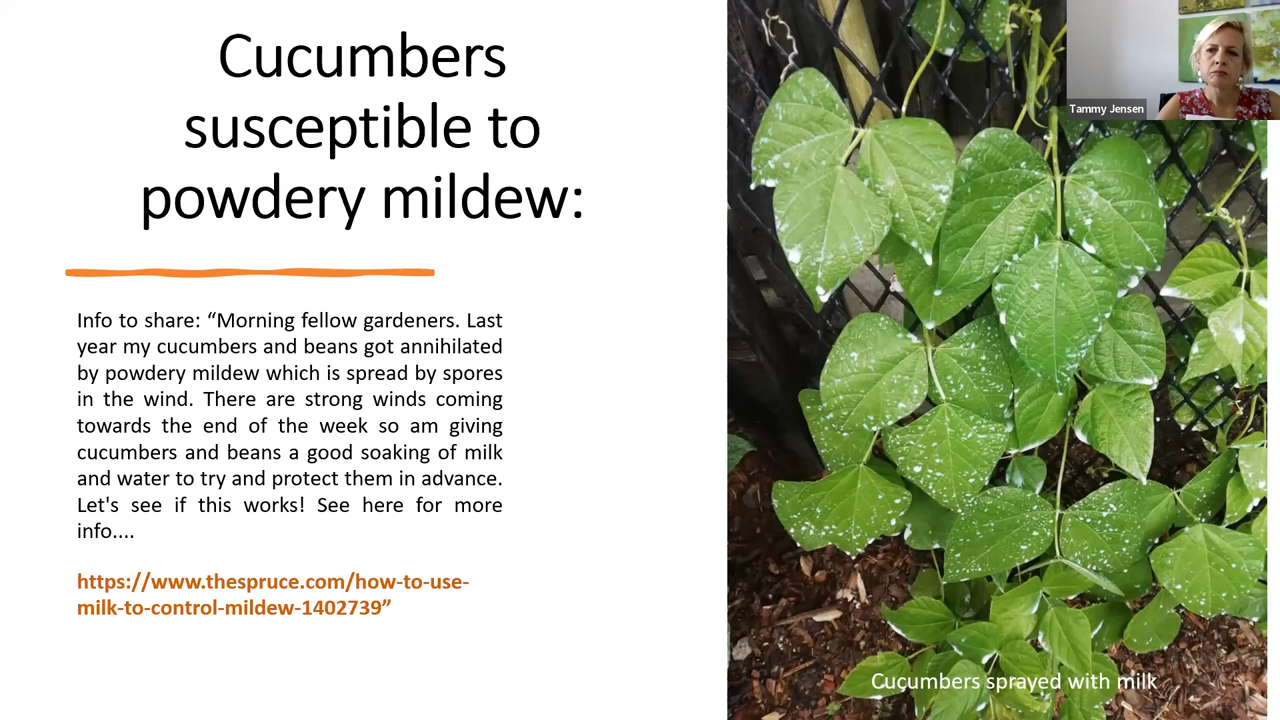 Cucumbers
susceptible to
powdery mildew:
Info to share: “Morning fellow gardeners. Last
year my cucumbers and beans got annihilated
by powdery mildew which is spread by spores
in the wind. There are strong winds coming
towards the end of the week so am giving
cucumbers and beans a good soaking of milk
and water to try and protect them in advance.
Let's see if this works! See here for more
info....
https://www.thespruce.com/how-to-use-
milk-to-control-mildew-1402739”
Tammy Jensen
Cucumbers sprayed with milk